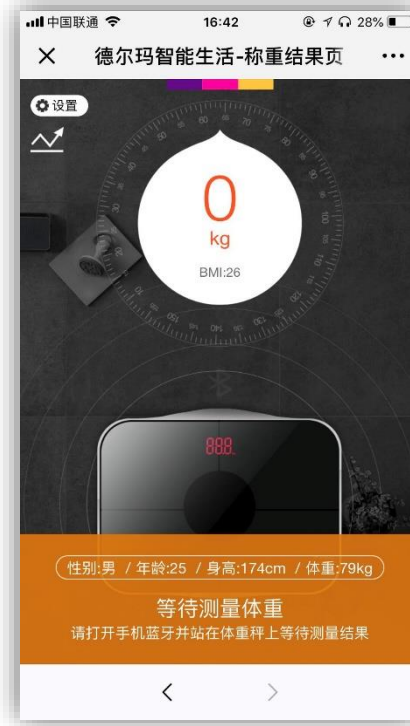 中国联通 16:42 28%
德尔玛智能生活-称重结果页
设置
0
kg
BMI:26
88.8.
性别:男 / 年龄:25 / 身高:174cm / 体重:79kg
等待测量体重
请打开手机蓝牙并站在体重秤上等待测量结果